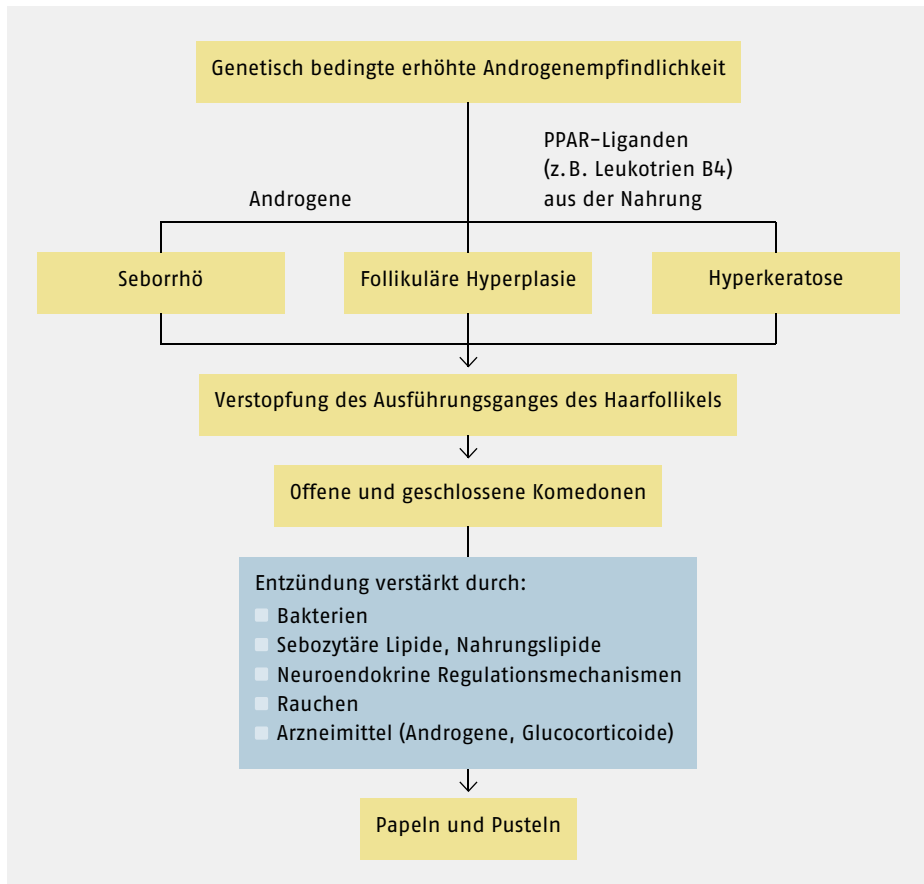 Genetisch bedingte erhöhte Androgenempfindlichkeit
PPAR-Liganden
(z. B. Leukotrien B4)
aus der Nahrung
Androgene
Seborrhö
Follikuläre Hyperplasie
Hyperkeratose
Verstopfung des Ausführungsganges des Haarfollikels
Offene und geschlossene Komedonen
Entzündung verstärkt durch:
Bakterien
Sebozytäre Lipide, Nahrungslipide
Neuroendokrine Regulationsmechanismen
Rauchen
Arzneimittel (Androgene, Glucocorticoide)
Papeln und Pusteln